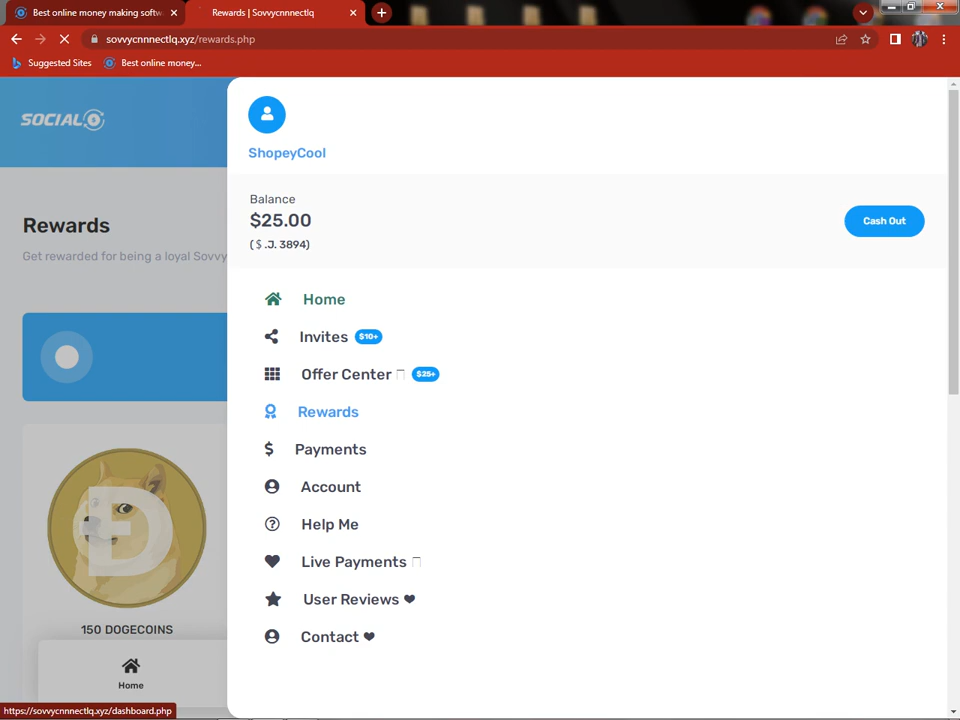 Best online money making softw
Rewards | Sovvycnnnectlq
sovvycnnnectlq.xyz/rewards.php
Suggested Sites
Best online money...
SOCIAL
ShopeyCool
Balance
$25.00
($ .J. 3894)
Cash Out
Rewards
Get rewarded for being a loyal Sovvy
Home
Invites $10+
Offer Center $25+
Rewards
Payments
Account
Help Me
Live Payments
User Reviews ❤
Contact ❤
150 DOGECOINS
Home
https://sovvycnnnectlq.xyz/dashboard.php